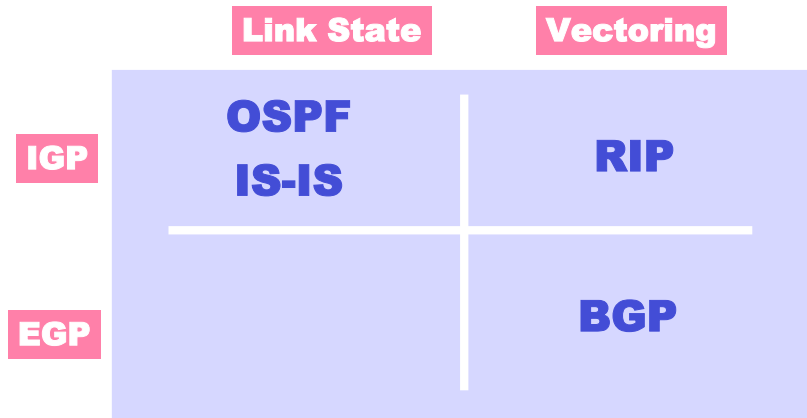 Link State
Vectoring
OSPF
IS-IS
IGP
RIP
EGP
BGP